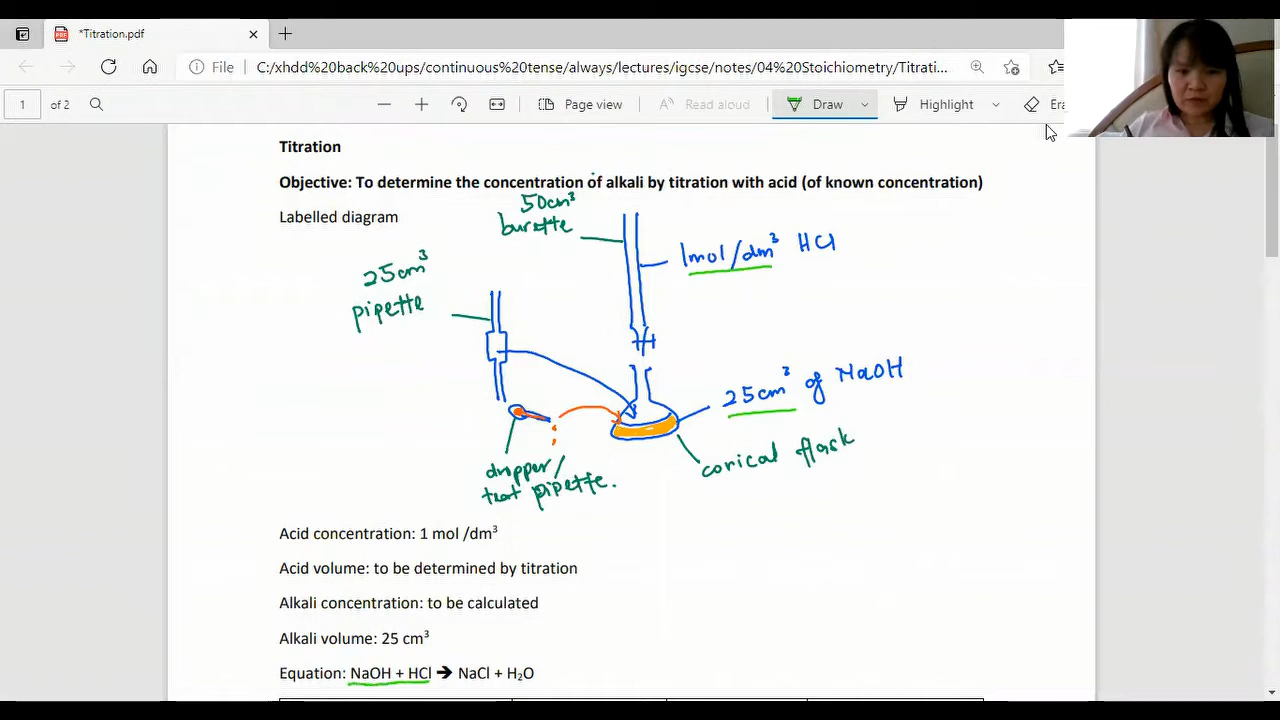 *Titration.pdf
File
C:/xhdd%20back%20ups/continuous%20tense/always/lectures/igcse/notes/04%20Stoichiometry/Titrati...
1 of 2
Page view
Read aloud
Draw
Highlight
Era
Titration
Objective: To determine the concentration of alkali by titration with acid (of known concentration)
Labelled diagram
50cm³
burette
1mol/dm³ HCl
25cm³
pipette
25cm³ of NaOH
conical flask
dropper/
teat pipette.
Acid concentration: 1 mol /dm³
Acid volume: to be determined by titration
Alkali concentration: to be calculated
Alkali volume: 25 cm³
Equation: NaOH + HCl → NaCl + H₂O